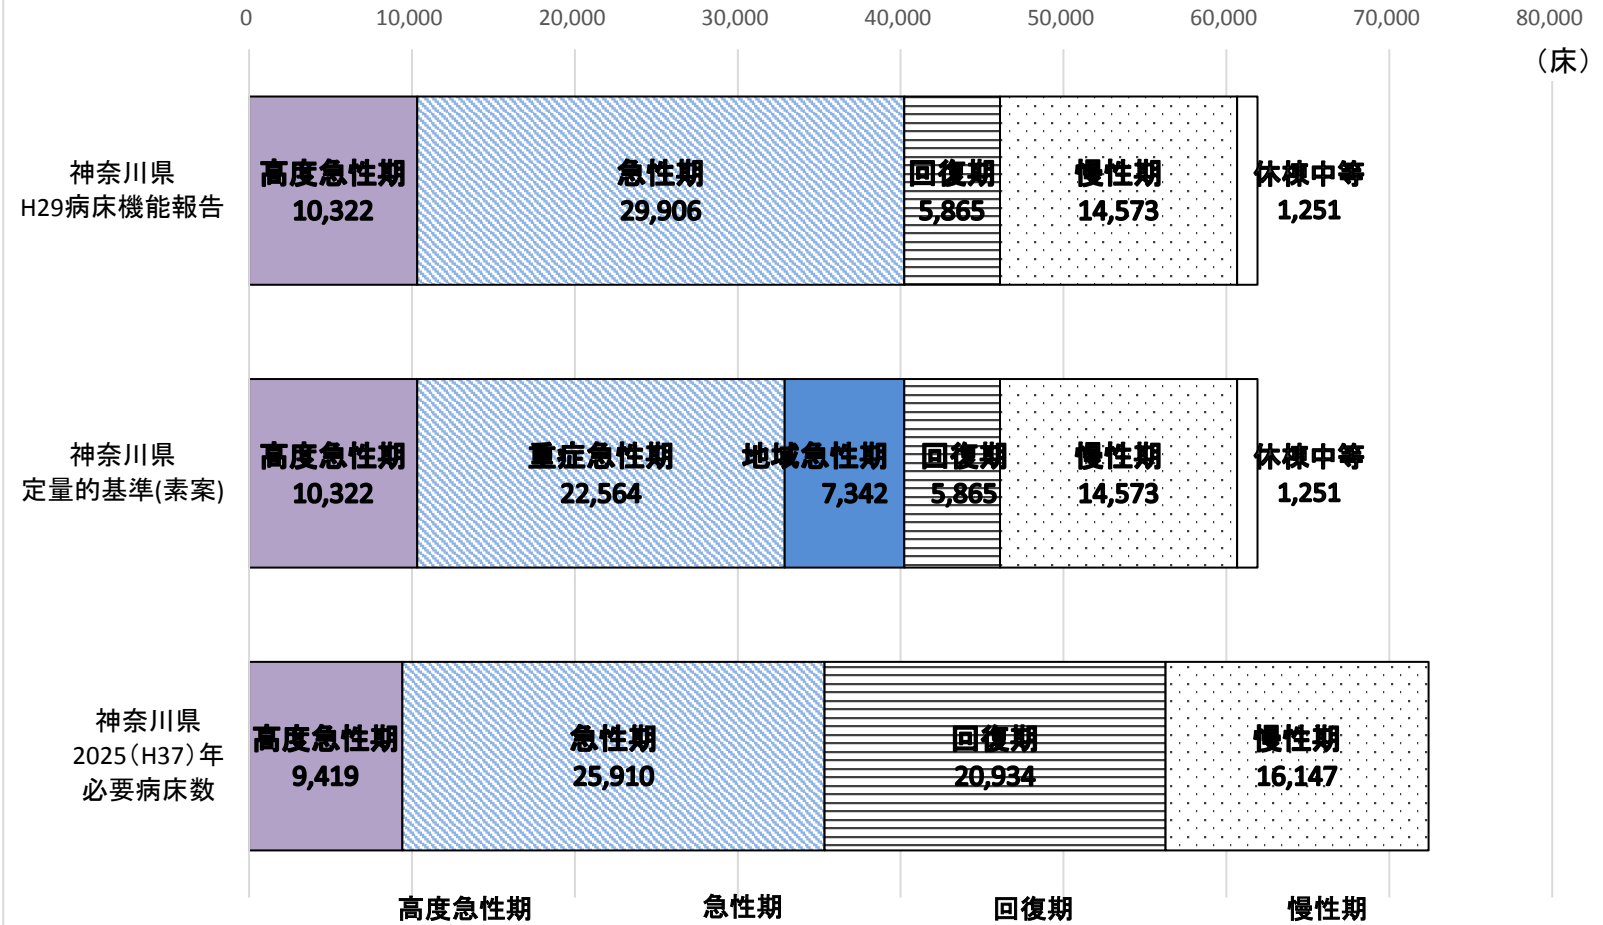 0 10,000 20,000 30,000 40,000 50,000 60,000 70,000 80,000
（床）
神奈川県
H29病床機能報告
高度急性期 急性期 回復期 慢性期 休棟中等
10,322 29,906 5,865 14,573 1,251
神奈川県
定量的基準(素案)
高度急性期 重症急性期 地域急性期 回復期 慢性期 休棟中等
10,322 22,564 7,342 5,865 14,573 1,251
神奈川県
2025（H37）年
必要病床数
高度急性期 急性期 回復期 慢性期
9,419 25,910 20,934 16,147
高度急性期 急性期 回復期 慢性期